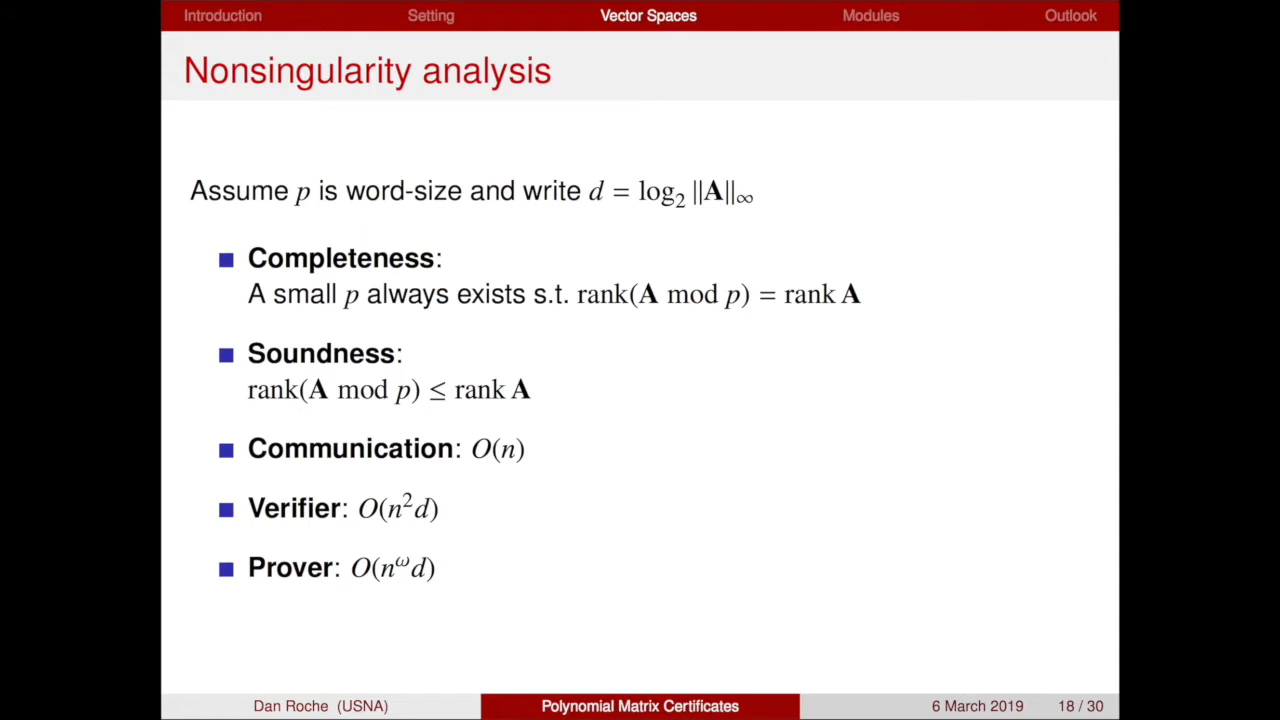 Introduction Setting Vector Spaces Modules Outlook
Nonsingularity analysis
Assume p is word-size and write d = log₂ ||A||∞
Completeness:
A small p always exists s.t. rank(A mod p) = rank A
Soundness:
rank(A mod p) ≤ rank A
Communication: O(n)
Verifier: O(n²d)
Prover: O(n^ω d)
Dan Roche (USNA) Polynomial Matrix Certificates 6 March 2019 18 / 30